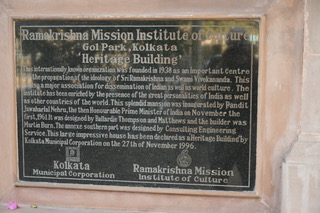 Ramakrishna Mission Institute of Culture
Gol Park, Kolkata
'Heritage Building'
This internationally known organization was founded in 1938 as an important Centre
for the propagation of the ideology of Sri Ramakrishna and Swami Vivekananda. This
being a major association for dissemination of Indian as well as world culture. The
institute has been enriched by the presence of the great personalities of India as well
as other countries of the world. This splendid mansion was inaugurated by Pandit
Jawaharlal Nehru, the then Honourable Prime Minister of India on November the
first, 1961. It was designed by Ballardie Thompson and Matthews and the builder was
Martin Burn. The annexe southern part was designed by Consulting Engineering
Service. This large impressive house has been declared as a Heritage Building by
Kolkata Municipal Corporation on the 27th of November 1996.
Kolkata
Municipal Corporation
Ramakrishna Mission
Institute of Culture